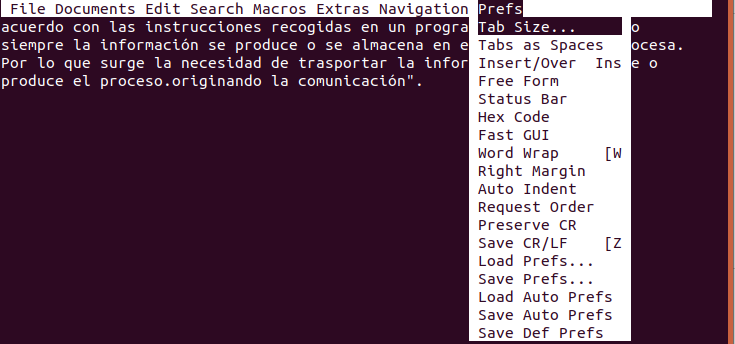 File Documents Edit Search Macros Extras Navigation Prefs
acuerdo con las instrucciones recogidas en un progra Tab Size... o
siempre la información se produce o se almacena en e Tabs as Spaces ocesa.
Por lo que surge la necesidad de trasportar la infor Insert/Over Ins e o
produce el proceso.originando la comunicación". Free Form
Status Bar
Hex Code
Fast GUI
Word Wrap [W
Right Margin
Auto Indent
Request Order
Preserve CR
Save CR/LF [Z
Load Prefs...
Save Prefs...
Load Auto Prefs
Save Auto Prefs
Save Def Prefs